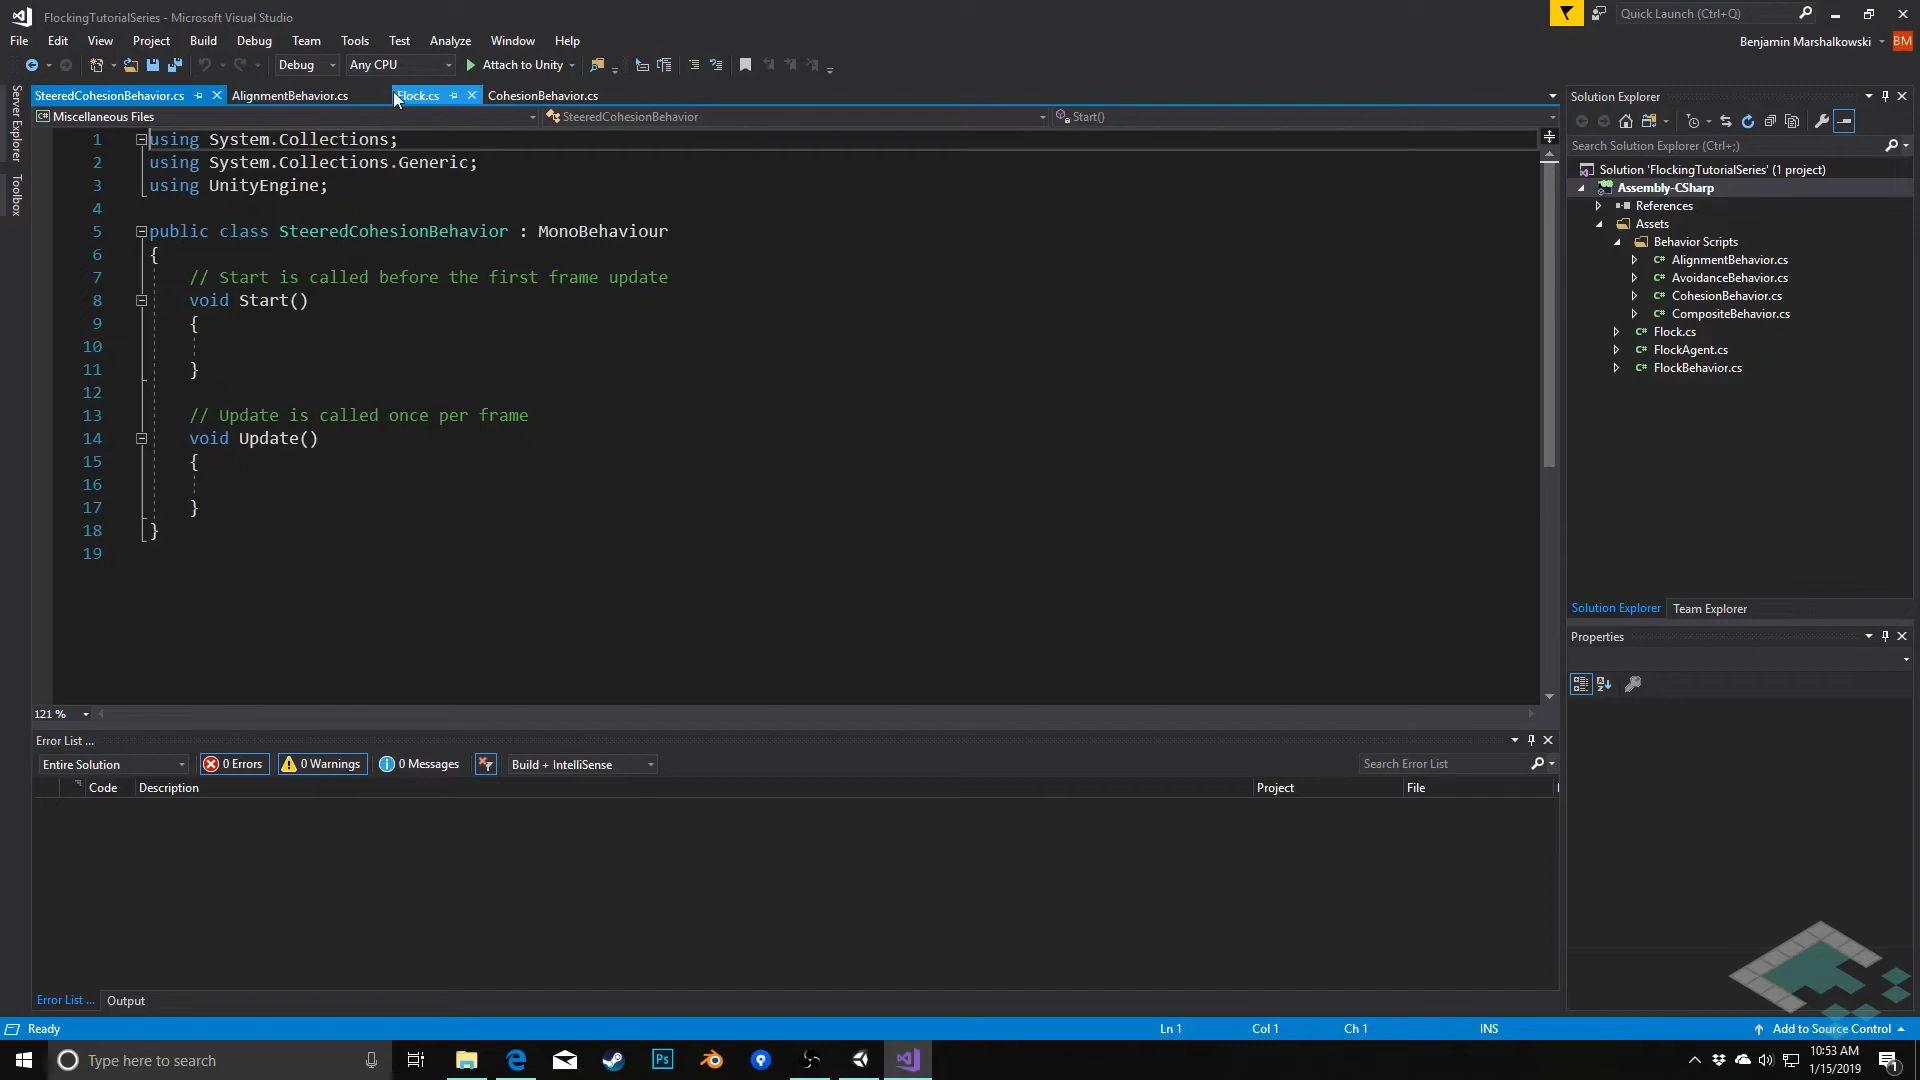 FlockingTutorialSeries - Microsoft Visual Studio
Quick Launch (Ctrl+Q)
File Edit View Project Build Debug Team Tools Test Analyze Window Help
Benjamin Marshalkowski BM
Debug Any CPU Attach to Unity
SteeredCohesionBehavior.cs AlignmentBehavior.cs Flock.cs CohesionBehavior.cs
Miscellaneous Files SteeredCohesionBehavior Start()
Server Explorer
Toolbox
1 using System.Collections;
2 using System.Collections.Generic;
3 using UnityEngine;
4
5 public class SteeredCohesionBehavior : MonoBehaviour
6 {
7 // Start is called before the first frame update
8 void Start()
9 {
10
11 }
12
13 // Update is called once per frame
14 void Update()
15 {
16
17 }
18 }
19
121 %
Solution Explorer
Search Solution Explorer (Ctrl+;)
Solution 'FlockingTutorialSeries' (1 project)
Assembly-CSharp
References
Assets
Behavior Scripts
C# AlignmentBehavior.cs
C# AvoidanceBehavior.cs
C# CohesionBehavior.cs
C# CompositeBehavior.cs
C# Flock.cs
C# FlockAgent.cs
C# FlockBehavior.cs
Solution Explorer Team Explorer
Properties
Error List ...
Entire Solution 0 Errors 0 Warnings 0 Messages Build + IntelliSense Search Error List
Code Description Project File
Error List ... Output
Ready Ln 1 Col 1 Ch 1 INS Add to Source Control
Type here to search
Ps
10:53 AM
1/15/2019
1